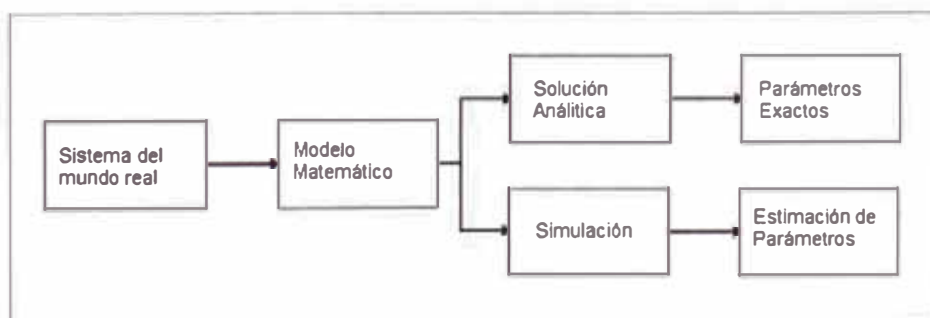 Sistema del
mundo real
Modelo
Matemático
Solución
Análitica
Parámetros
Exactos
Simulación
Estimación de
Parámetros